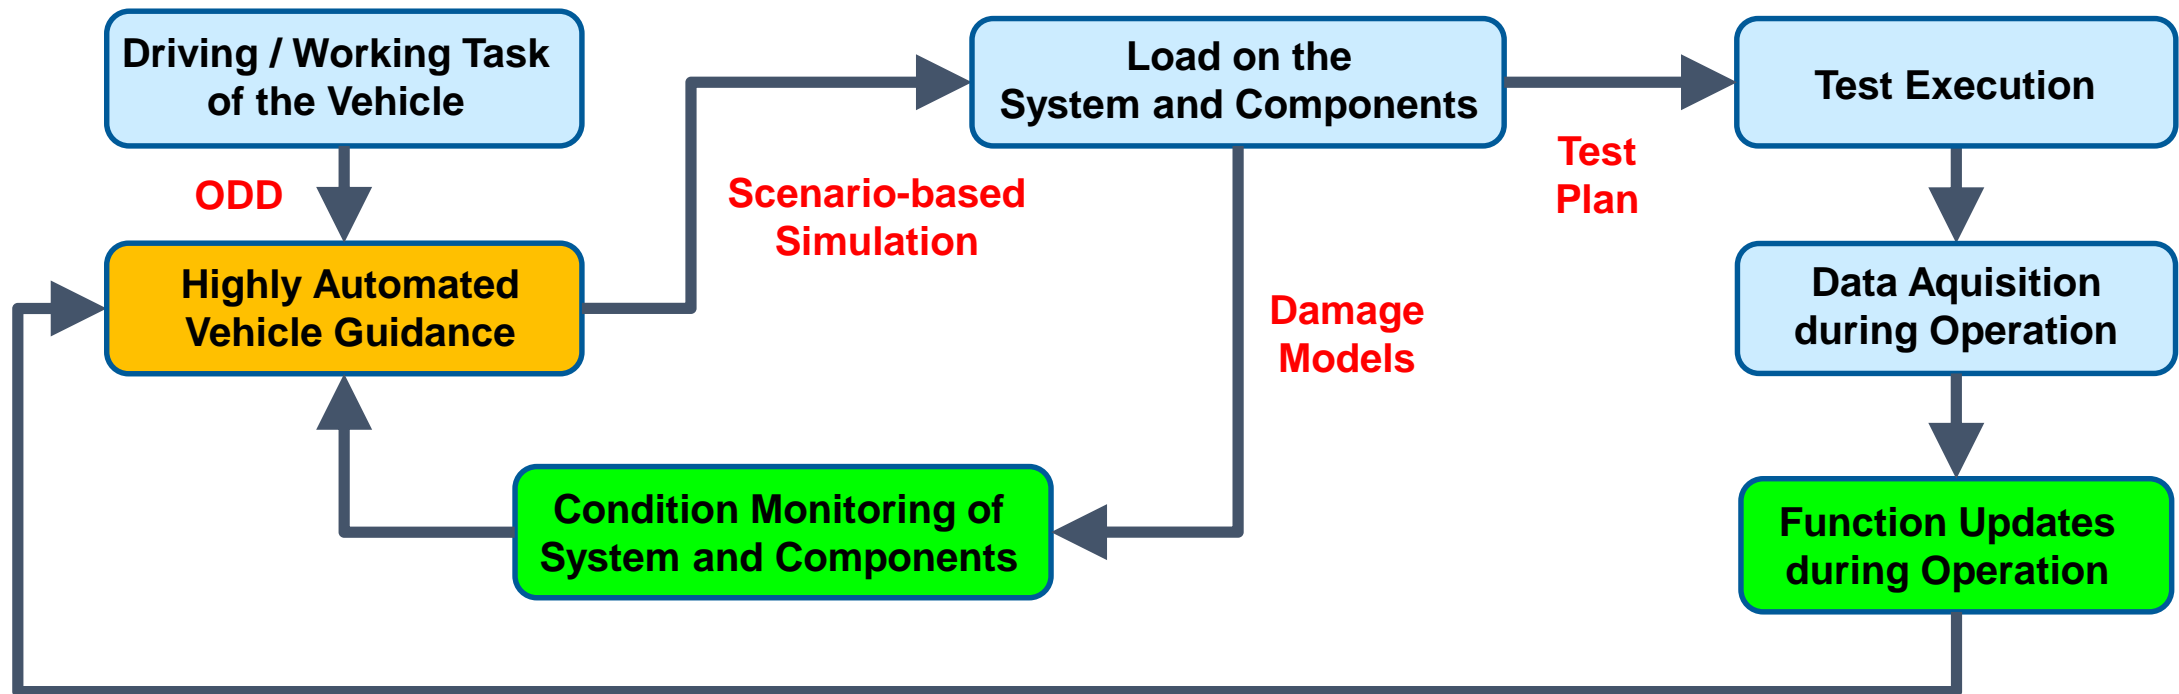 Driving / Working Task
of the Vehicle
Load on the
System and Components
Test Execution
ODD
Scenario-based
Simulation
Test
Plan
Highly Automated
Vehicle Guidance
Damage
Models
Data Aquisition
during Operation
Condition Monitoring of
System and Components
Function Updates
during Operation